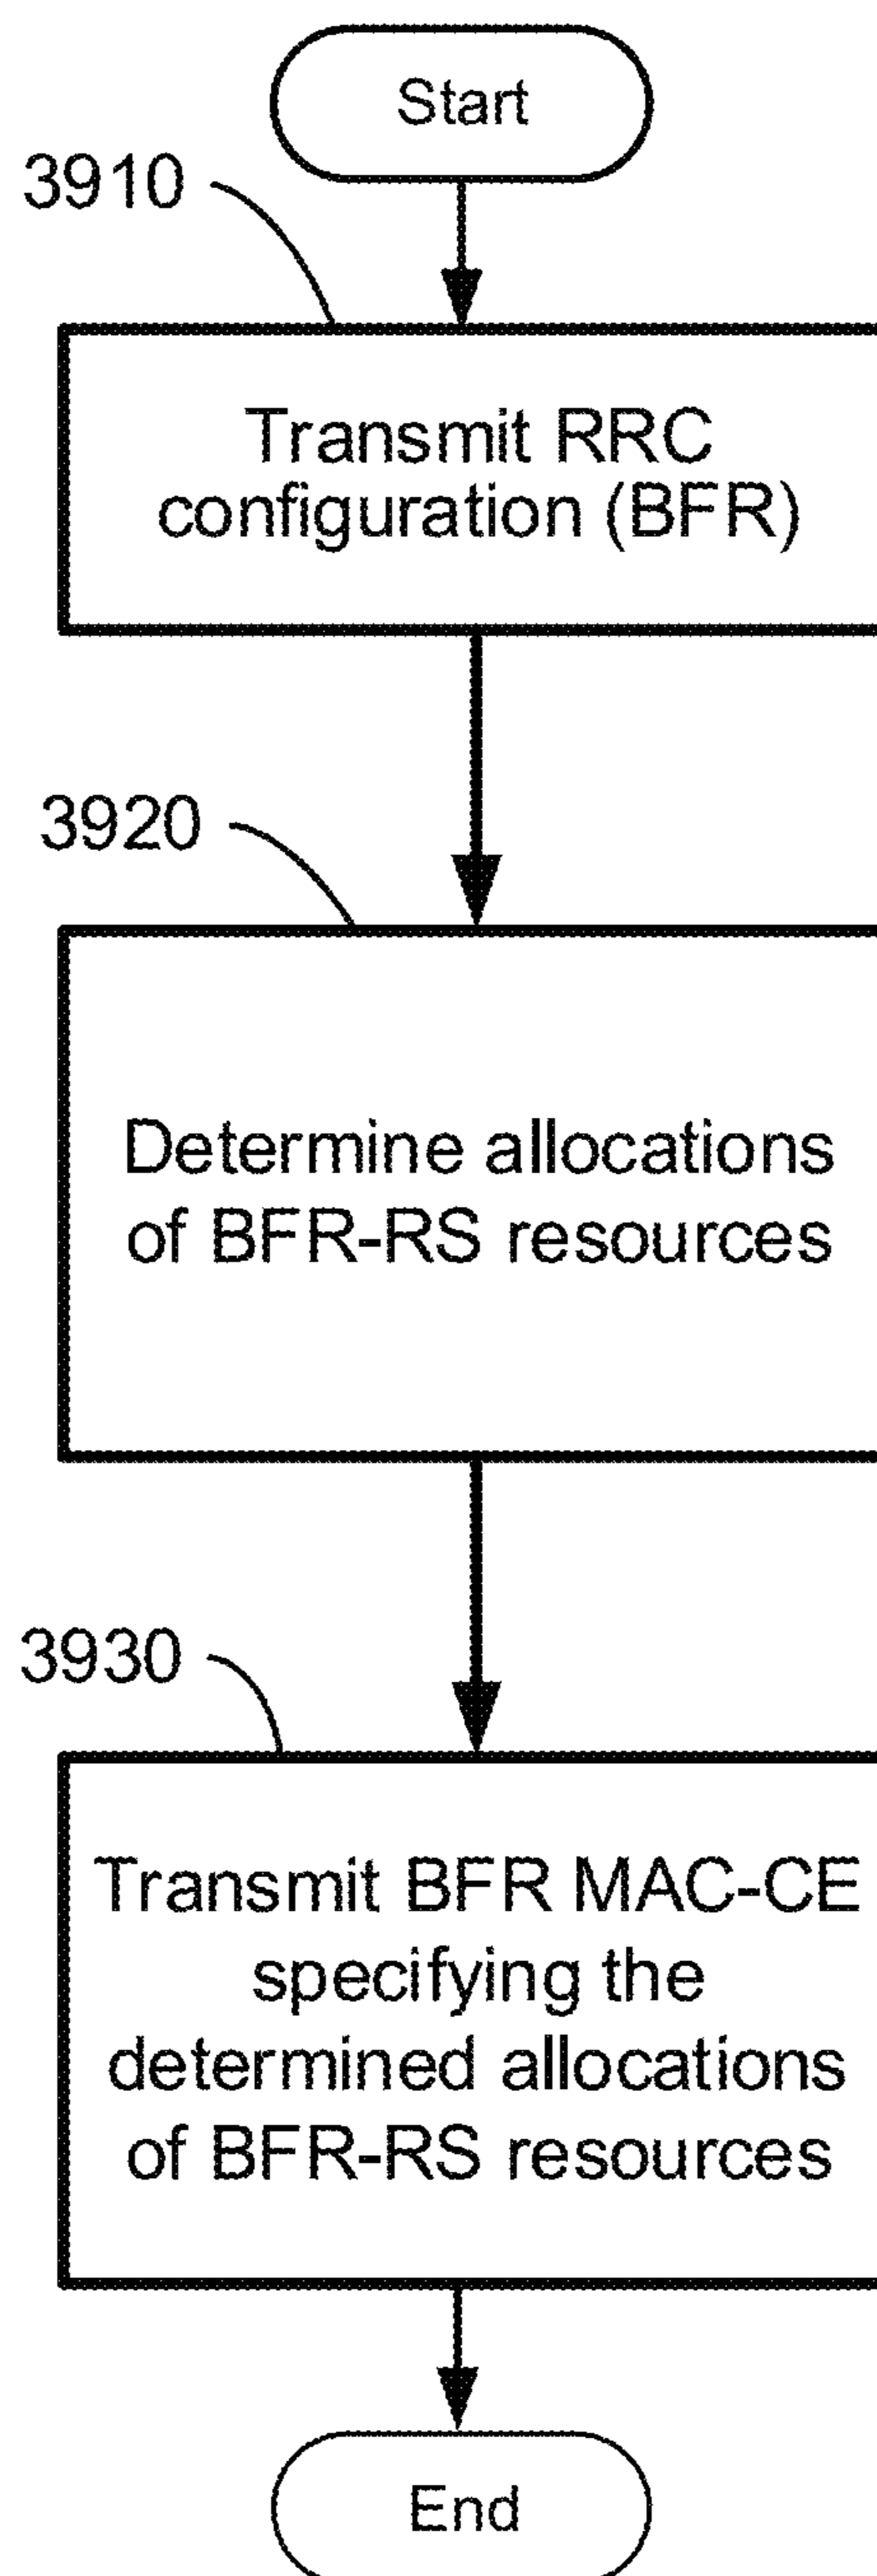 Start
3910
Transmit RRC
configuration (BFR)
3920
Determine allocations
of BFR-RS resources
3930
Transmit BFR MAC-CE
specifying the
determined allocations
of BFR-RS resources
End